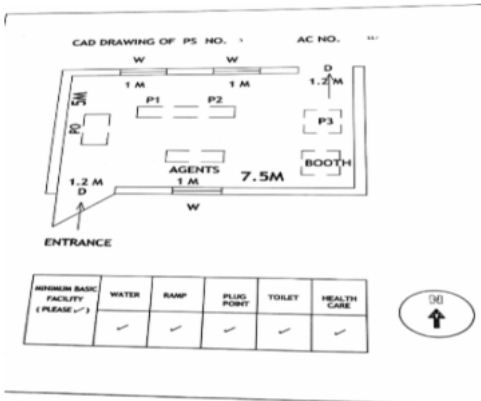 CAD DRAWING OF PS NO. AC NO.
W W D
1 M 1 M 1.2 M
5M
P1 P2
P3
PO
AGENTS
BOOTH
1.2 M 1 M 7.5M
D
W
ENTRANCE
MINIMUM BASIC
FACILITY
( PLEASE ✓ )
WATER
RAMP
PLUG
POINT
TOILET
HEALTH
CARE
✓ ✓ ✓ ✓ ✓
N